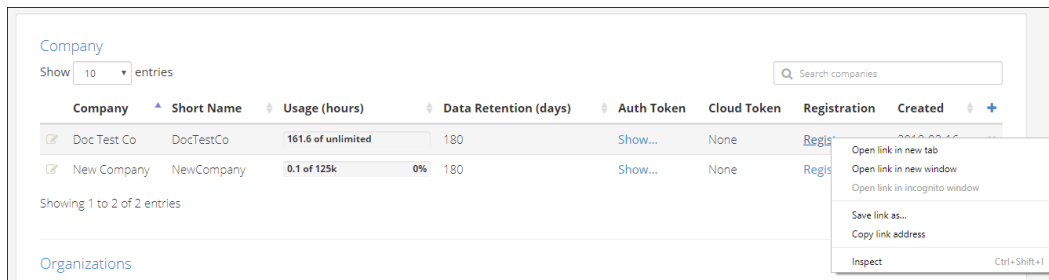 Company
Show 10 entries
Search companies
Company Short Name Usage (hours) Data Retention (days) Auth Token Cloud Token Registration Created +
Doc Test Co DocTestCo 161.6 of unlimited 180 Show... None
New Company NewCompany 0.1 of 125k 0% 180 Show... None
Showing 1 to 2 of 2 entries
Organizations
Open link in new tab
Open link in new window
Open link in incognito window
Save link as...
Copy link address
Inspect Ctrl+Shift+I